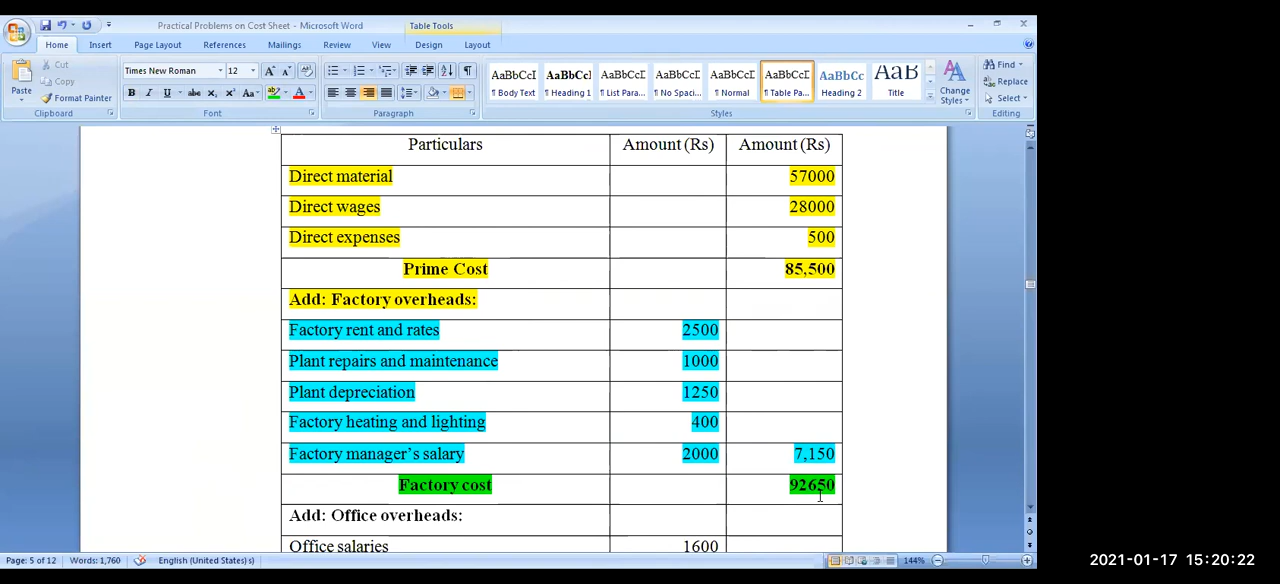 Practical Problems on Cost Sheet - Microsoft Word
Table Tools
Home Insert Page Layout References Mailings Review View Design Layout
Paste
Cut
Copy
Format Painter
Clipboard
Times New Roman 12
Font
Paragraph
AaBbCcI AaBbCcl AaBbCcI AaBbCcI AaBbCcI AaBbCcI AaBbCc AaB
¶ Body Text ¶ Heading 1 ¶ List Para... ¶ No Spaci... ¶ Normal ¶ Table Pa... ¶ Heading 2 Title
Change Styles
Styles
Find
Replace
Select
Editing
Particulars Amount (Rs) Amount (Rs)
Direct material 57000
Direct wages 28000
Direct expenses 500
Prime Cost 85,500
Add: Factory overheads:
Factory rent and rates 2500
Plant repairs and maintenance 1000
Plant depreciation 1250
Factory heating and lighting 400
Factory manager's salary 2000 7,150
Factory cost 92650
Add: Office overheads:
Office salaries 1600
Page: 5 of 12 Words: 1,760 English (United States) 144%
2021-01-17 15:20:22